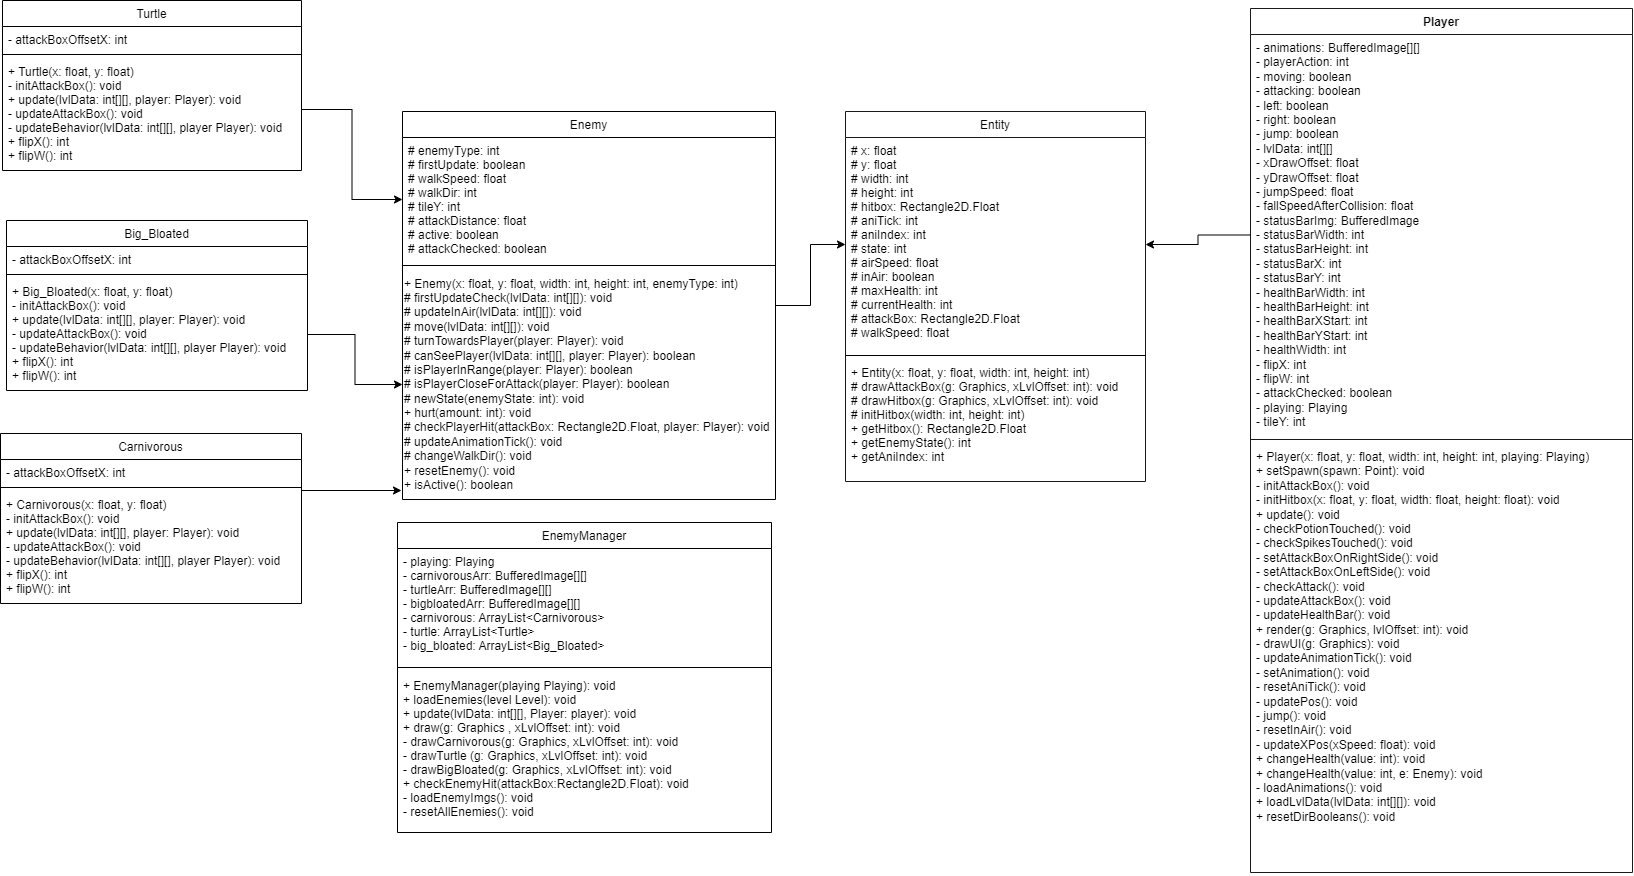 Turtle
- attackBoxOffsetX: int
+ Turtle(x: float, y: float)
- initAttackBox(): void
+ update(lvlData: int[][], player: Player): void
- updateAttackBox(): void
- updateBehavior(lvlData: int[][], player Player): void
+ flipX(): int
+ flipW(): int
Big_Bloated
- attackBoxOffsetX: int
+ Big_Bloated(x: float, y: float)
- initAttackBox(): void
+ update(lvlData: int[][], player: Player): void
- updateAttackBox(): void
- updateBehavior(lvlData: int[][], player Player): void
+ flipX(): int
+ flipW(): int
Carnivorous
- attackBoxOffsetX: int
+ Carnivorous(x: float, y: float)
- initAttackBox(): void
+ update(lvlData: int[][], player: Player): void
- updateAttackBox(): void
- updateBehavior(lvlData: int[][], player Player): void
+ flipX(): int
+ flipW(): int
Enemy
# enemyType: int
# firstUpdate: boolean
# walkSpeed: float
# walkDir: int
# tileY: int
# attackDistance: float
# active: boolean
# attackChecked: boolean
+ Enemy(x: float, y: float, width: int, height: int, enemyType: int)
# firstUpdateCheck(lvlData: int[][]): void
# updateInAir(lvlData: int[][]): void
# move(lvlData: int[][]): void
# turnTowardsPlayer(player: Player): void
# canSeePlayer(lvlData: int[][], player: Player): boolean
# isPlayerInRange(player: Player): boolean
# isPlayerCloseForAttack(player: Player): boolean
# newState(enemyState: int): void
+ hurt(amount: int): void
# checkPlayerHit(attackBox: Rectangle2D.Float, player: Player): void
# updateAnimationTick(): void
# changeWalkDir(): void
+ resetEnemy(): void
+ isActive(): boolean
EnemyManager
- playing: Playing
- carnivorousArr: BufferedImage[][]
- turtleArr: BufferedImage[][]
- bigbloatedArr: BufferedImage[][]
- carnivorous: ArrayList<Carnivorous>
- turtle: ArrayList<Turtle>
- big_bloated: ArrayList<Big_Bloated>
+ EnemyManager(playing Playing): void
+ loadEnemies(level Level): void
+ update(lvlData: int[][], Player: player): void
+ draw(g: Graphics , xLvlOffset: int): void
- drawCarnivorous(g: Graphics, xLvlOffset: int): void
- drawTurtle (g: Graphics, xLvlOffset: int): void
- drawBigBloated(g: Graphics, xLvlOffset: int): void
+ checkEnemyHit(attackBox:Rectangle2D.Float): void
- loadEnemyImgs(): void
- resetAllEnemies(): void
Entity
# x: float
# y: float
# width: int
# height: int
# hitbox: Rectangle2D.Float
# aniTick: int
# aniIndex: int
# state: int
# airSpeed: float
# inAir: boolean
# maxHealth: int
# currentHealth: int
# attackBox: Rectangle2D.Float
# walkSpeed: float
+ Entity(x: float, y: float, width: int, height: int)
# drawAttackBox(g: Graphics, xLvlOffset: int): void
# drawHitbox(g: Graphics, xLvlOffset: int): void
# initHitbox(width: int, height: int)
+ getHitbox(): Rectangle2D.Float
+ getEnemyState(): int
+ getAniIndex: int
Player
- animations: BufferedImage[][]
- playerAction: int
- moving: boolean
- attacking: boolean
- left: boolean
- right: boolean
- jump: boolean
- lvlData: int[][]
- xDrawOffset: float
- yDrawOffset: float
- jumpSpeed: float
- fallSpeedAfterCollision: float
- statusBarImg: BufferedImage
- statusBarWidth: int
- statusBarHeight: int
- statusBarX: int
- statusBarY: int
- healthBarWidth: int
- healthBarHeight: int
- healthBarXStart: int
- healthBarYStart: int
- healthWidth: int
- flipX: int
- flipW: int
- attackChecked: boolean
- playing: Playing
- tileY: int
+ Player(x: float, y: float, width: int, height: int, playing: Playing)
+ setSpawn(spawn: Point): void
- initAttackBox(): void
- initHitbox(x: float, y: float, width: float, height: float): void
+ update(): void
- checkPotionTouched(): void
- checkSpikesTouched(): void
- setAttackBoxOnRightSide(): void
- setAttackBoxOnLeftSide(): void
- checkAttack(): void
- updateAttackBox(): void
- updateHealthBar(): void
+ render(g: Graphics, lvlOffset: int): void
- drawUI(g: Graphics): void
- updateAnimationTick(): void
- setAnimation(): void
- resetAniTick(): void
- updatePos(): void
- jump(): void
- resetInAir(): void
- updateXPos(xSpeed: float): void
+ changeHealth(value: int): void
+ changeHealth(value: int, e: Enemy): void
- loadAnimations(): void
+ loadLvlData(lvlData: int[][]): void
+ resetDirBooleans(): void